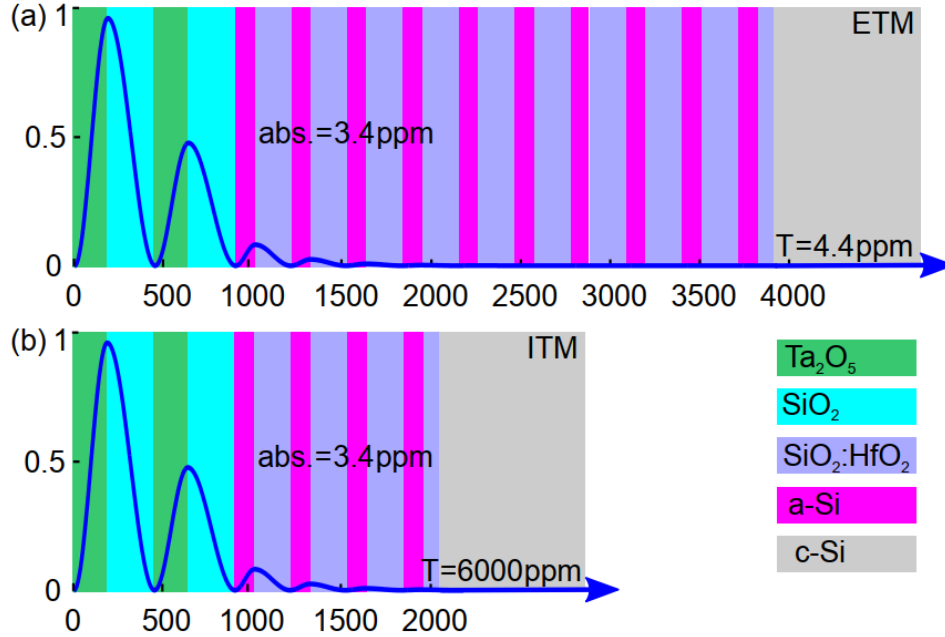 (a) 1 ETM
0.5 abs.=3.4ppm
0 T=4.4ppm
0 500 1000 1500 2000 2500 3000 3500 4000
(b) 1 ITM
0.5 abs.=3.4ppm
0 T=6000ppm
0 500 1000 1500 2000
Ta₂O₅
SiO₂
SiO₂:HfO₂
a-Si
c-Si